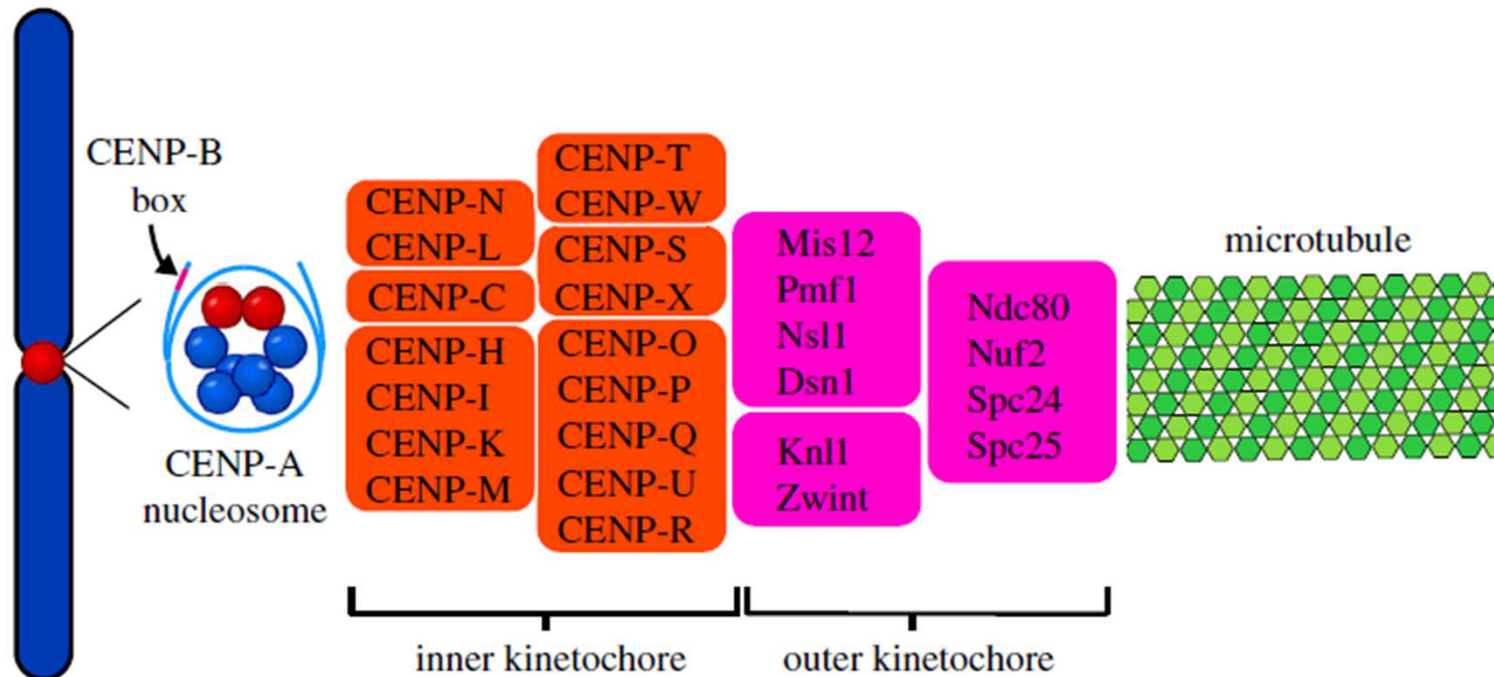 CENP-B
box
CENP-A
nucleosome
CENP-N
CENP-L
CENP-C
CENP-H
CENP-I
CENP-K
CENP-M
CENP-T
CENP-W
CENP-S
CENP-X
CENP-O
CENP-P
CENP-Q
CENP-U
CENP-R
Mis12
Pmf1
Nsl1
Dsn1
Knl1
Zwint
Ndc80
Nuf2
Spc24
Spc25
microtubule
inner kinetochore
outer kinetochore